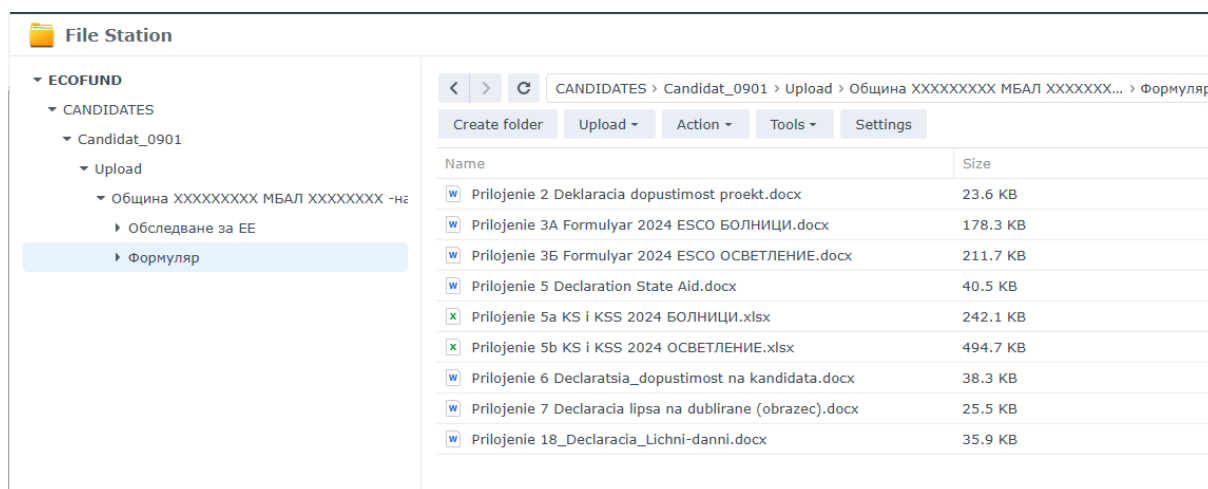 File Station
ECOFUND
CANDIDATES
Candidat_0901
Upload
Община XXXXXXXXX МБАЛ XXXXXXXX -на
Обследване за ЕЕ
Формуляр
CANDIDATES › Candidat_0901 › Upload › Община XXXXXXXXX МБАЛ XXXXXXX... › Формуляр
Create folder Upload Action Tools Settings
Name Size
Prilojenie 2 Deklaracia dopustimost proekt.docx 23.6 KB
Prilojenie 3A Formulyar 2024 ESCO БОЛНИЦИ.docx 178.3 KB
Prilojenie 3Б Formulyar 2024 ESCO ОСВЕТЛЕНИЕ.docx 211.7 KB
Prilojenie 5 Declaration State Aid.docx 40.5 KB
Prilojenie 5a KS i KSS 2024 БОЛНИЦИ.xlsx 242.1 KB
Prilojenie 5b KS i KSS 2024 ОСВЕТЛЕНИЕ.xlsx 494.7 KB
Prilojenie 6 Declaratsia_dopustimost na kandidata.docx 38.3 KB
Prilojenie 7 Declaracia lipsa na dublirane (obrazec).docx 25.5 KB
Prilojenie 18_Declaracia_Lichni-danni.docx 35.9 KB